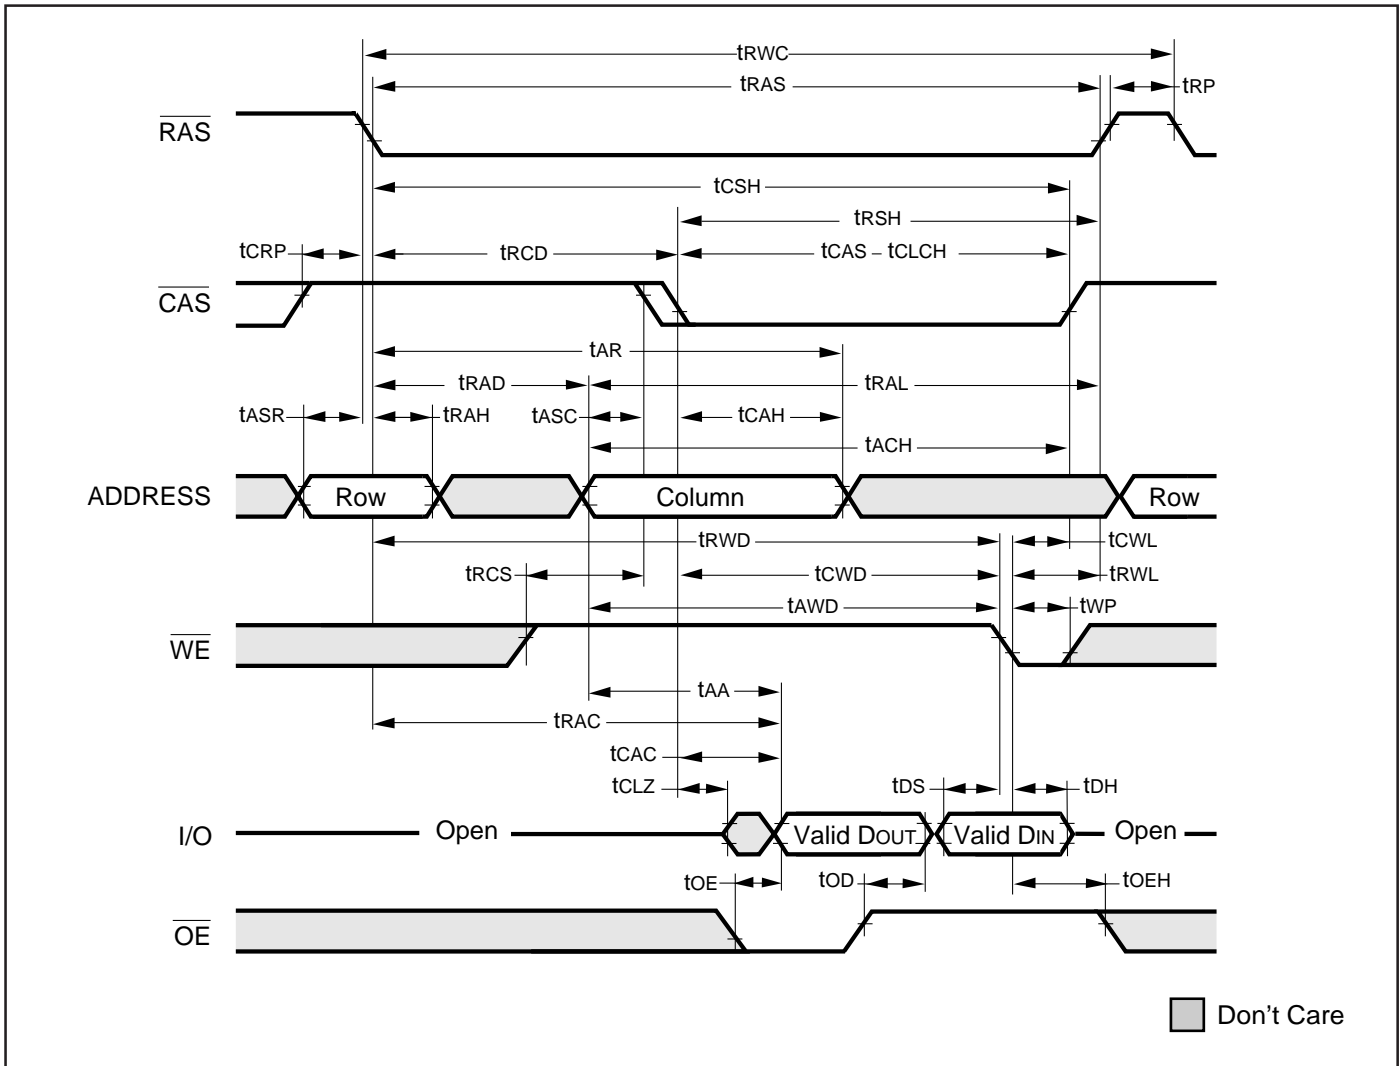 tRWC
tRAS
tRP
RAS
tCSH
tRSH
tCRP
tRCD
tCAS – tCLCH
CAS
tAR
tRAD
tRAL
tASR
tRAH
tASC
tCAH
tACH
ADDRESS
Row
Column
Row
tRWD
tCWL
tRCS
tCWD
tRWL
tAWD
tWP
WE
tAA
tRAC
tCAC
tCLZ
tDS
tDH
I/O
Open
Valid DOUT
Valid DIN
Open
tOE
tOD
tOEH
OE
Don't Care